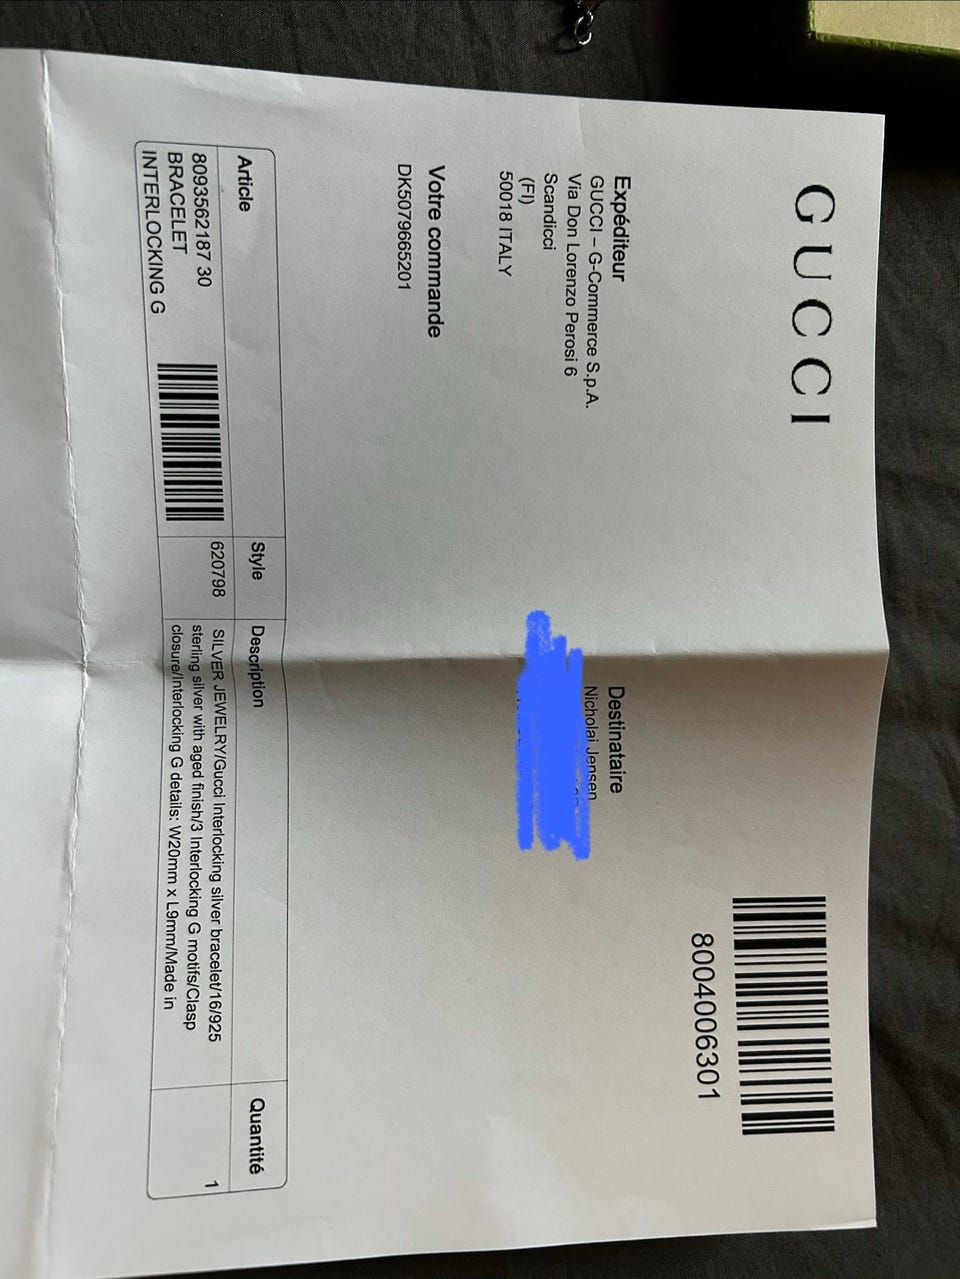 GUCCI
8004006301
Expéditeur
GUCCI – G-Commerce S.p.A.
Via Don Lorenzo Perosi 6
Scandicci
(FI)
50018 ITALY
Destinataire
Nicholai Jensen
Votre commande
DK5079665201
Article
Style
Description
Quantité
8093562187 30
BRACELET
INTERLOCKING G
620798
SILVER JEWELRY/Gucci Interlocking silver bracelet/16/925
sterling silver with aged finish/3 Interlocking G motifs/Clasp
closure/Interlocking G details: W20mm x L9mm/Made in
1